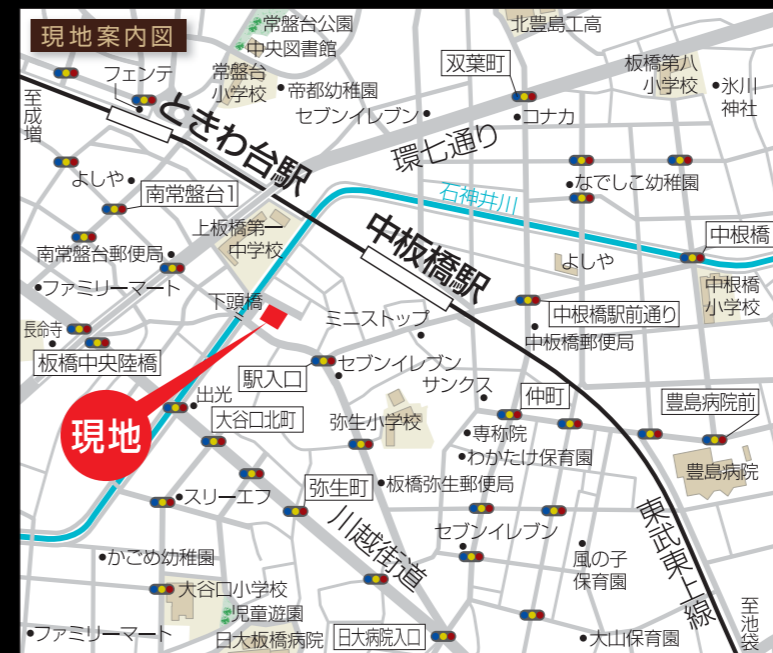 現地案内図
常盤台公園
中央図書館
北豊島工高
フェンテ
常盤台
小学校
帝都幼稚園
双葉町
板橋第八
小学校
氷川
神社
至成増
セブンイレブン
コナカ
ときわ台駅
環七通り
よしや
南常盤台1
石神井川
なでしこ幼稚園
上板橋第一
中学校
中板橋駅
中根橋
南常盤台郵便局
よしや
ファミリーマート
中根橋
小学校
下頭橋
ミニストップ
中根橋駅前通り
長命寺
中板橋郵便局
板橋中央陸橋
駅入口
セブンイレブン
サンクス
仲町
豊島病院前
出光
大谷口北町
弥生小学校
現地
専称院
わかたけ保育園
豊島病院
スリーエフ
弥生町
板橋弥生郵便局
川越街道
セブンイレブン
東武東上線
かごめ幼稚園
風の子
保育園
大谷口小学校
児童遊園
至池袋
ファミリーマート
日大板橋病院
日大病院入口
大山保育園